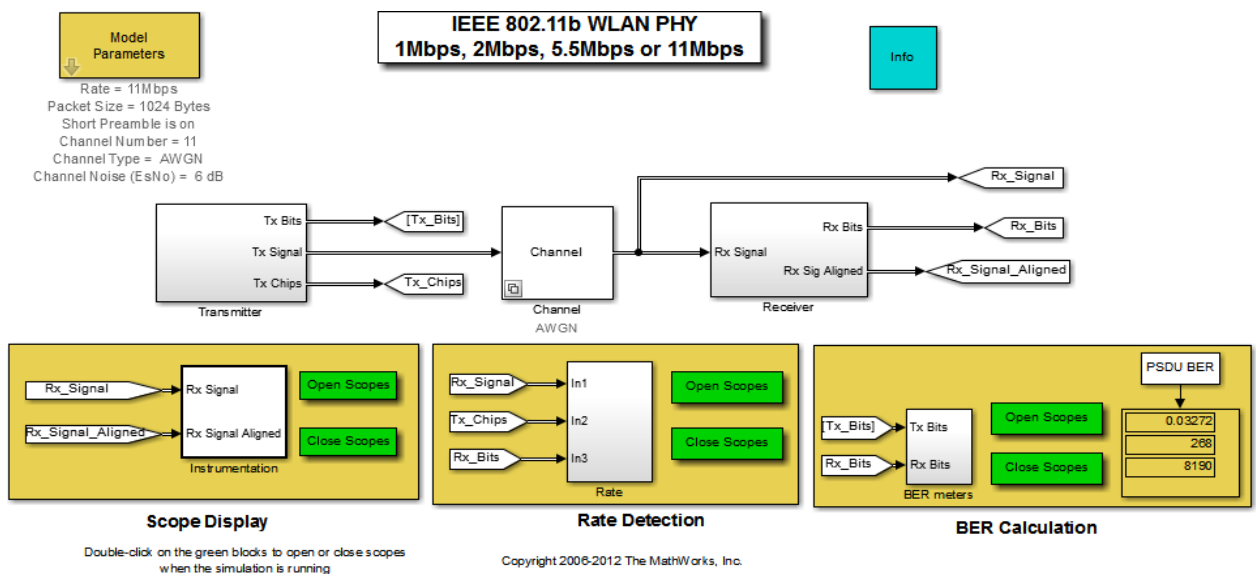 Model
Parameters
IEEE 802.11b WLAN PHY
1Mbps, 2Mbps, 5.5Mbps or 11Mbps
Info
Rate = 11Mbps
Packet Size = 1024 Bytes
Short Preamble is on
Channel Number = 11
Channel Type = AWGN
Channel Noise (EsNo) = 6 dB
Tx Bits
Tx Signal
Tx Chips
Transmitter
[Tx_Bits]
Tx_Chips
Channel
Channel
AWGN
Rx Signal
Rx Bits
Rx Sig Aligned
Receiver
Rx_Signal
Rx_Bits
Rx_Signal_Aligned
Rx_Signal
Rx_Signal_Aligned
Rx Signal
Rx Signal Aligned
Instrumentation
Open Scopes
Close Scopes
Scope Display
Double-click on the green blocks to open or close scopes
when the simulation is running
Rx_Signal
Tx_Chips
Rx_Bits
In1
In2
In3
Rate
Open Scopes
Close Scopes
Rate Detection
Copyright 2006-2012 The MathWorks, Inc.
[Tx_Bits]
Rx_Bits
Tx Bits
Rx Bits
BER meters
Open Scopes
Close Scopes
PSDU BER
0.03272
268
8190
BER Calculation